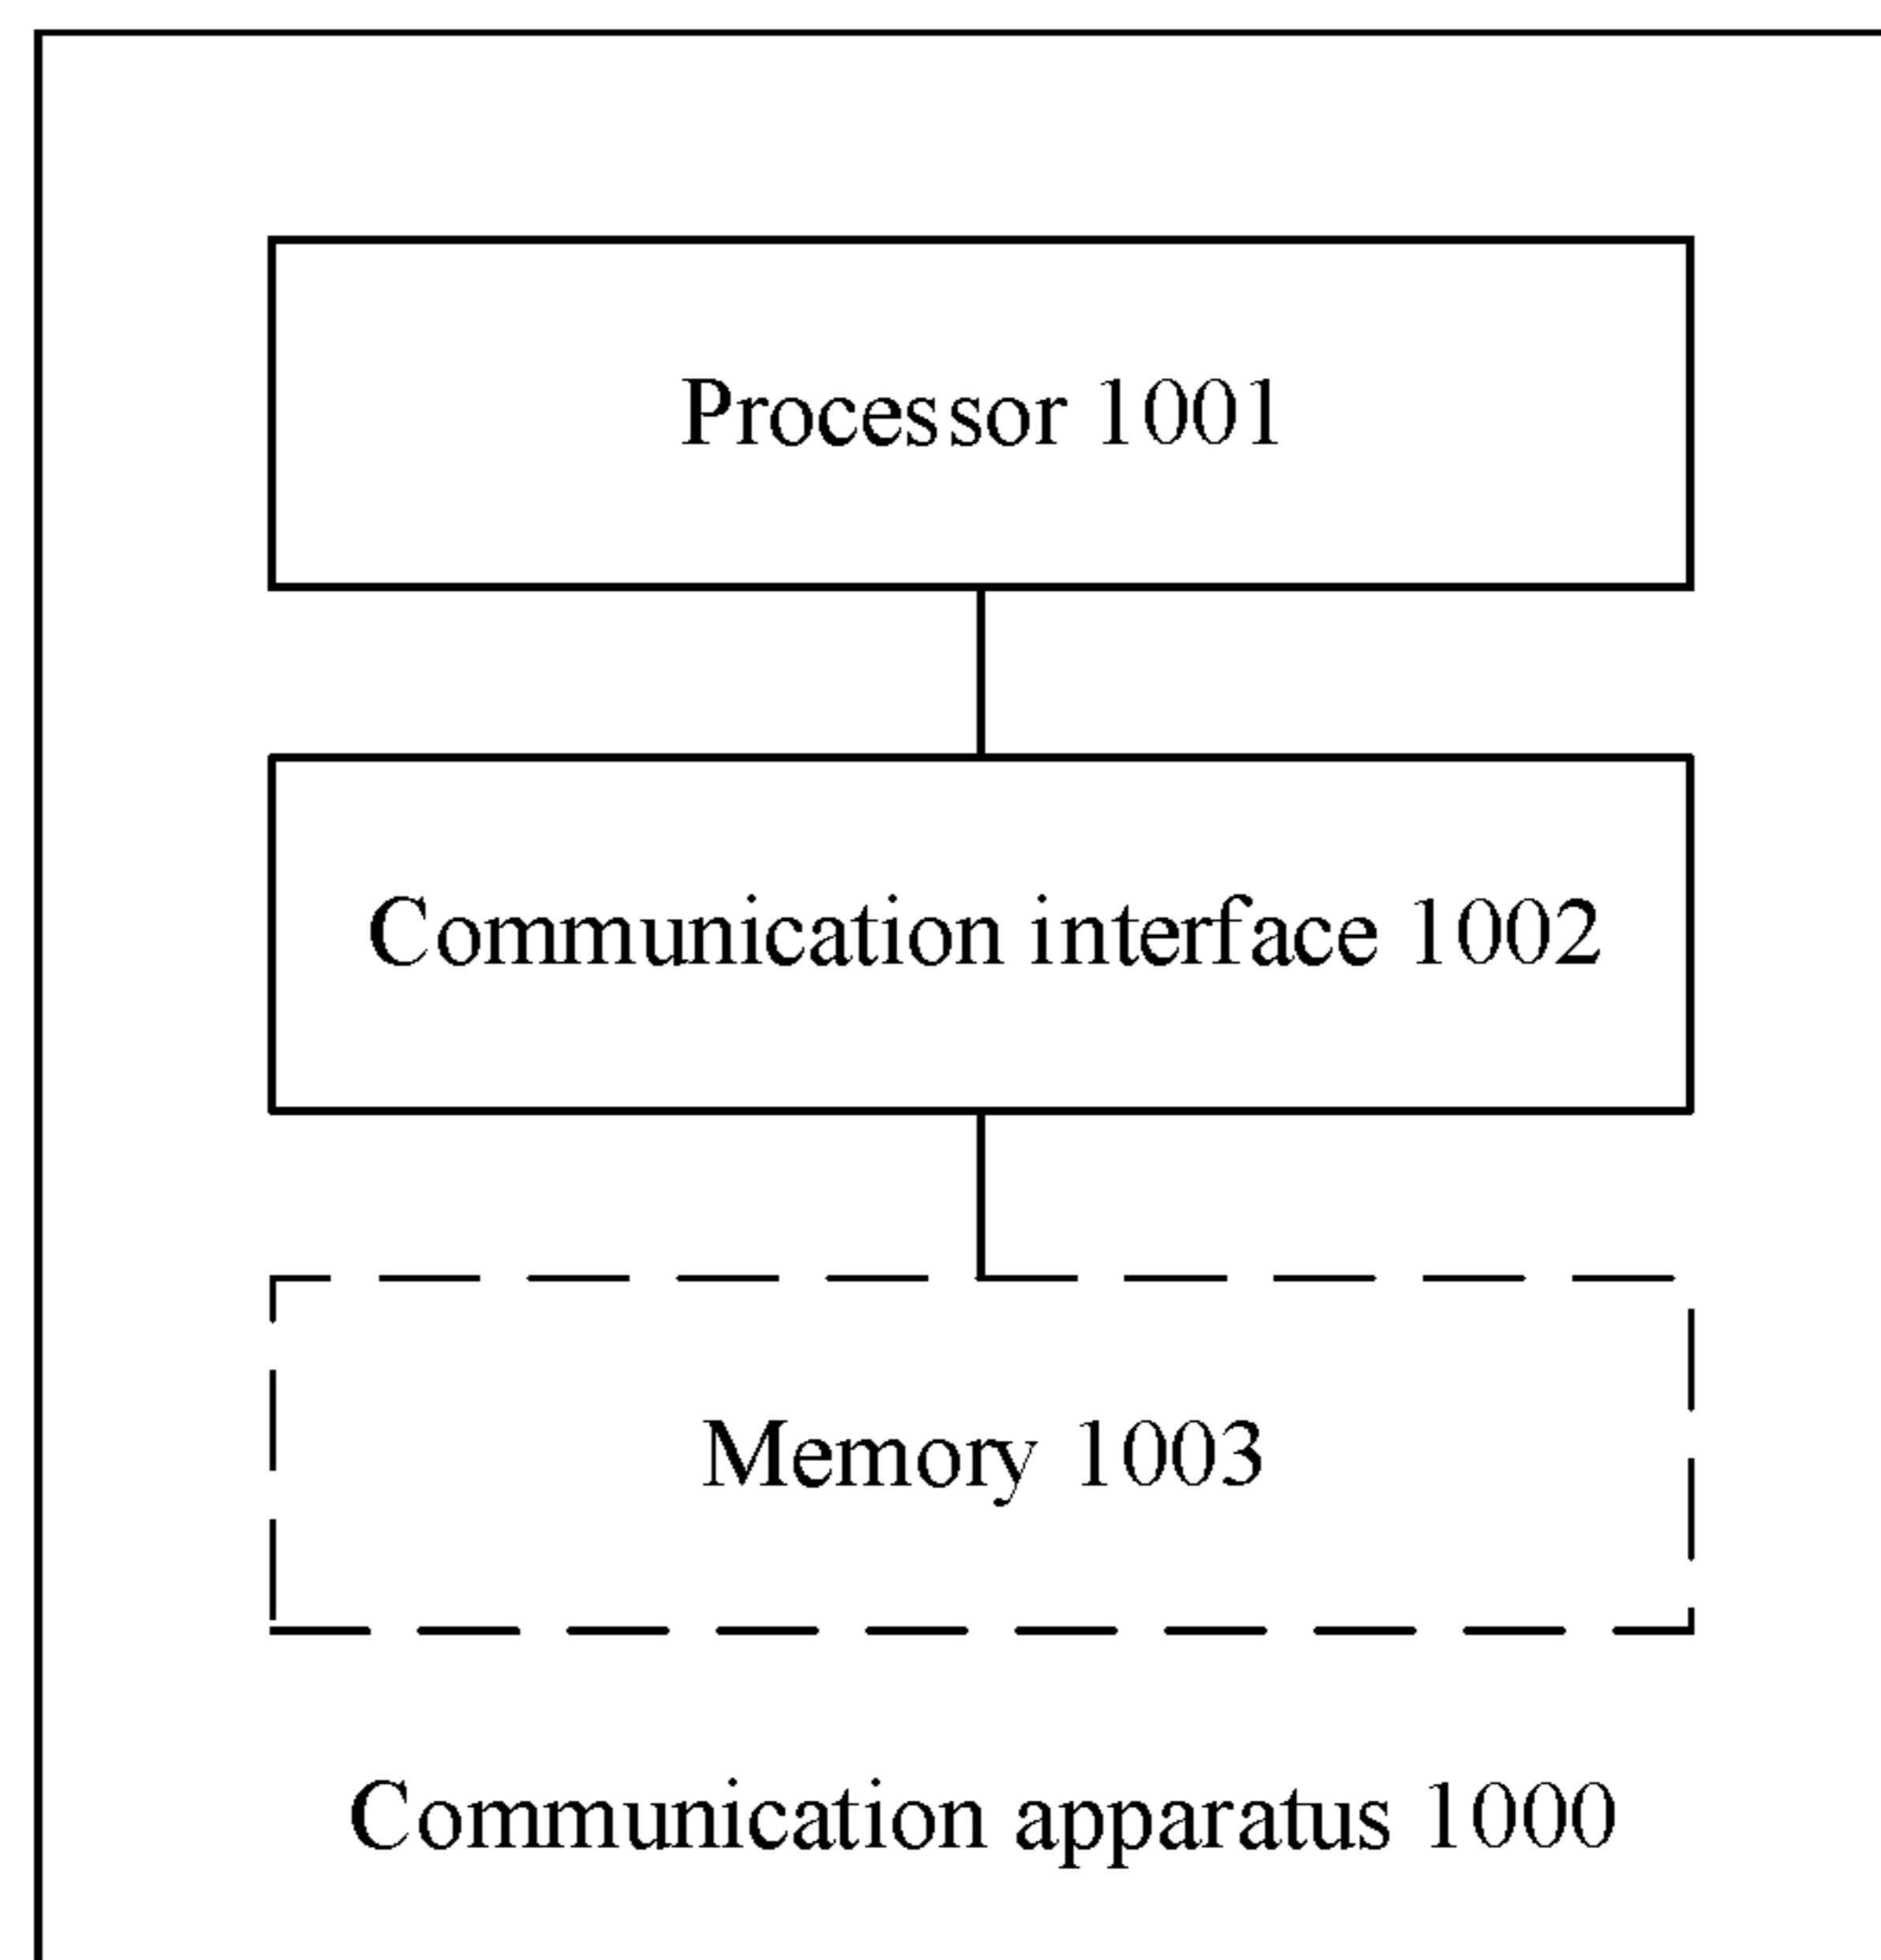 Processor 1001
Communication interface 1002
Memory 1003
Communication apparatus 1000